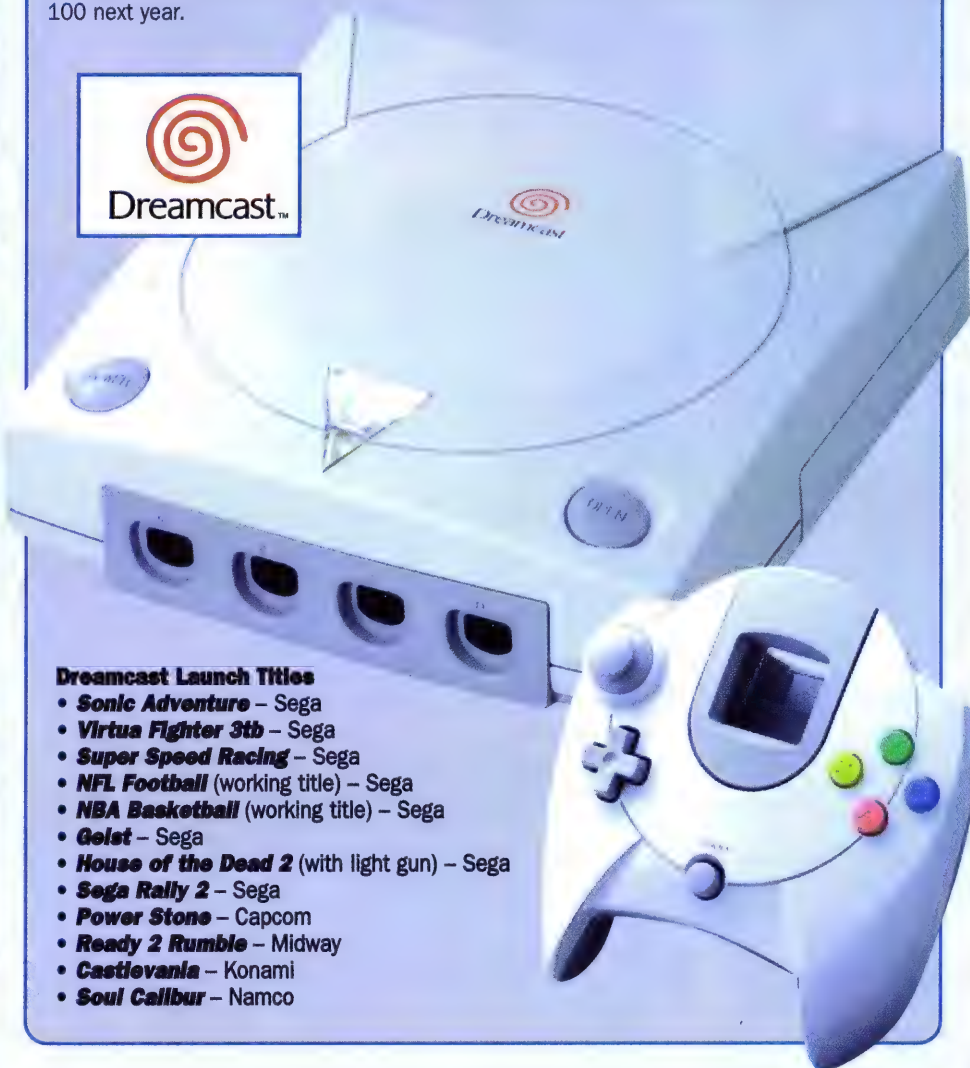 100 next year.
Dreamcast™
Dreamcast
OPEN
Dreamcast Launch Titles
• Sonic Adventure – Sega
• Virtua Fighter 3tb – Sega
• Super Speed Racing – Sega
• NFL Football (working title) – Sega
• NBA Basketball (working title) – Sega
• Geist – Sega
• House of the Dead 2 (with light gun) – Sega
• Sega Rally 2 – Sega
• Power Stone – Capcom
• Ready 2 Rumble – Midway
• Castlevania – Konami
• Soul Calibur – Namco